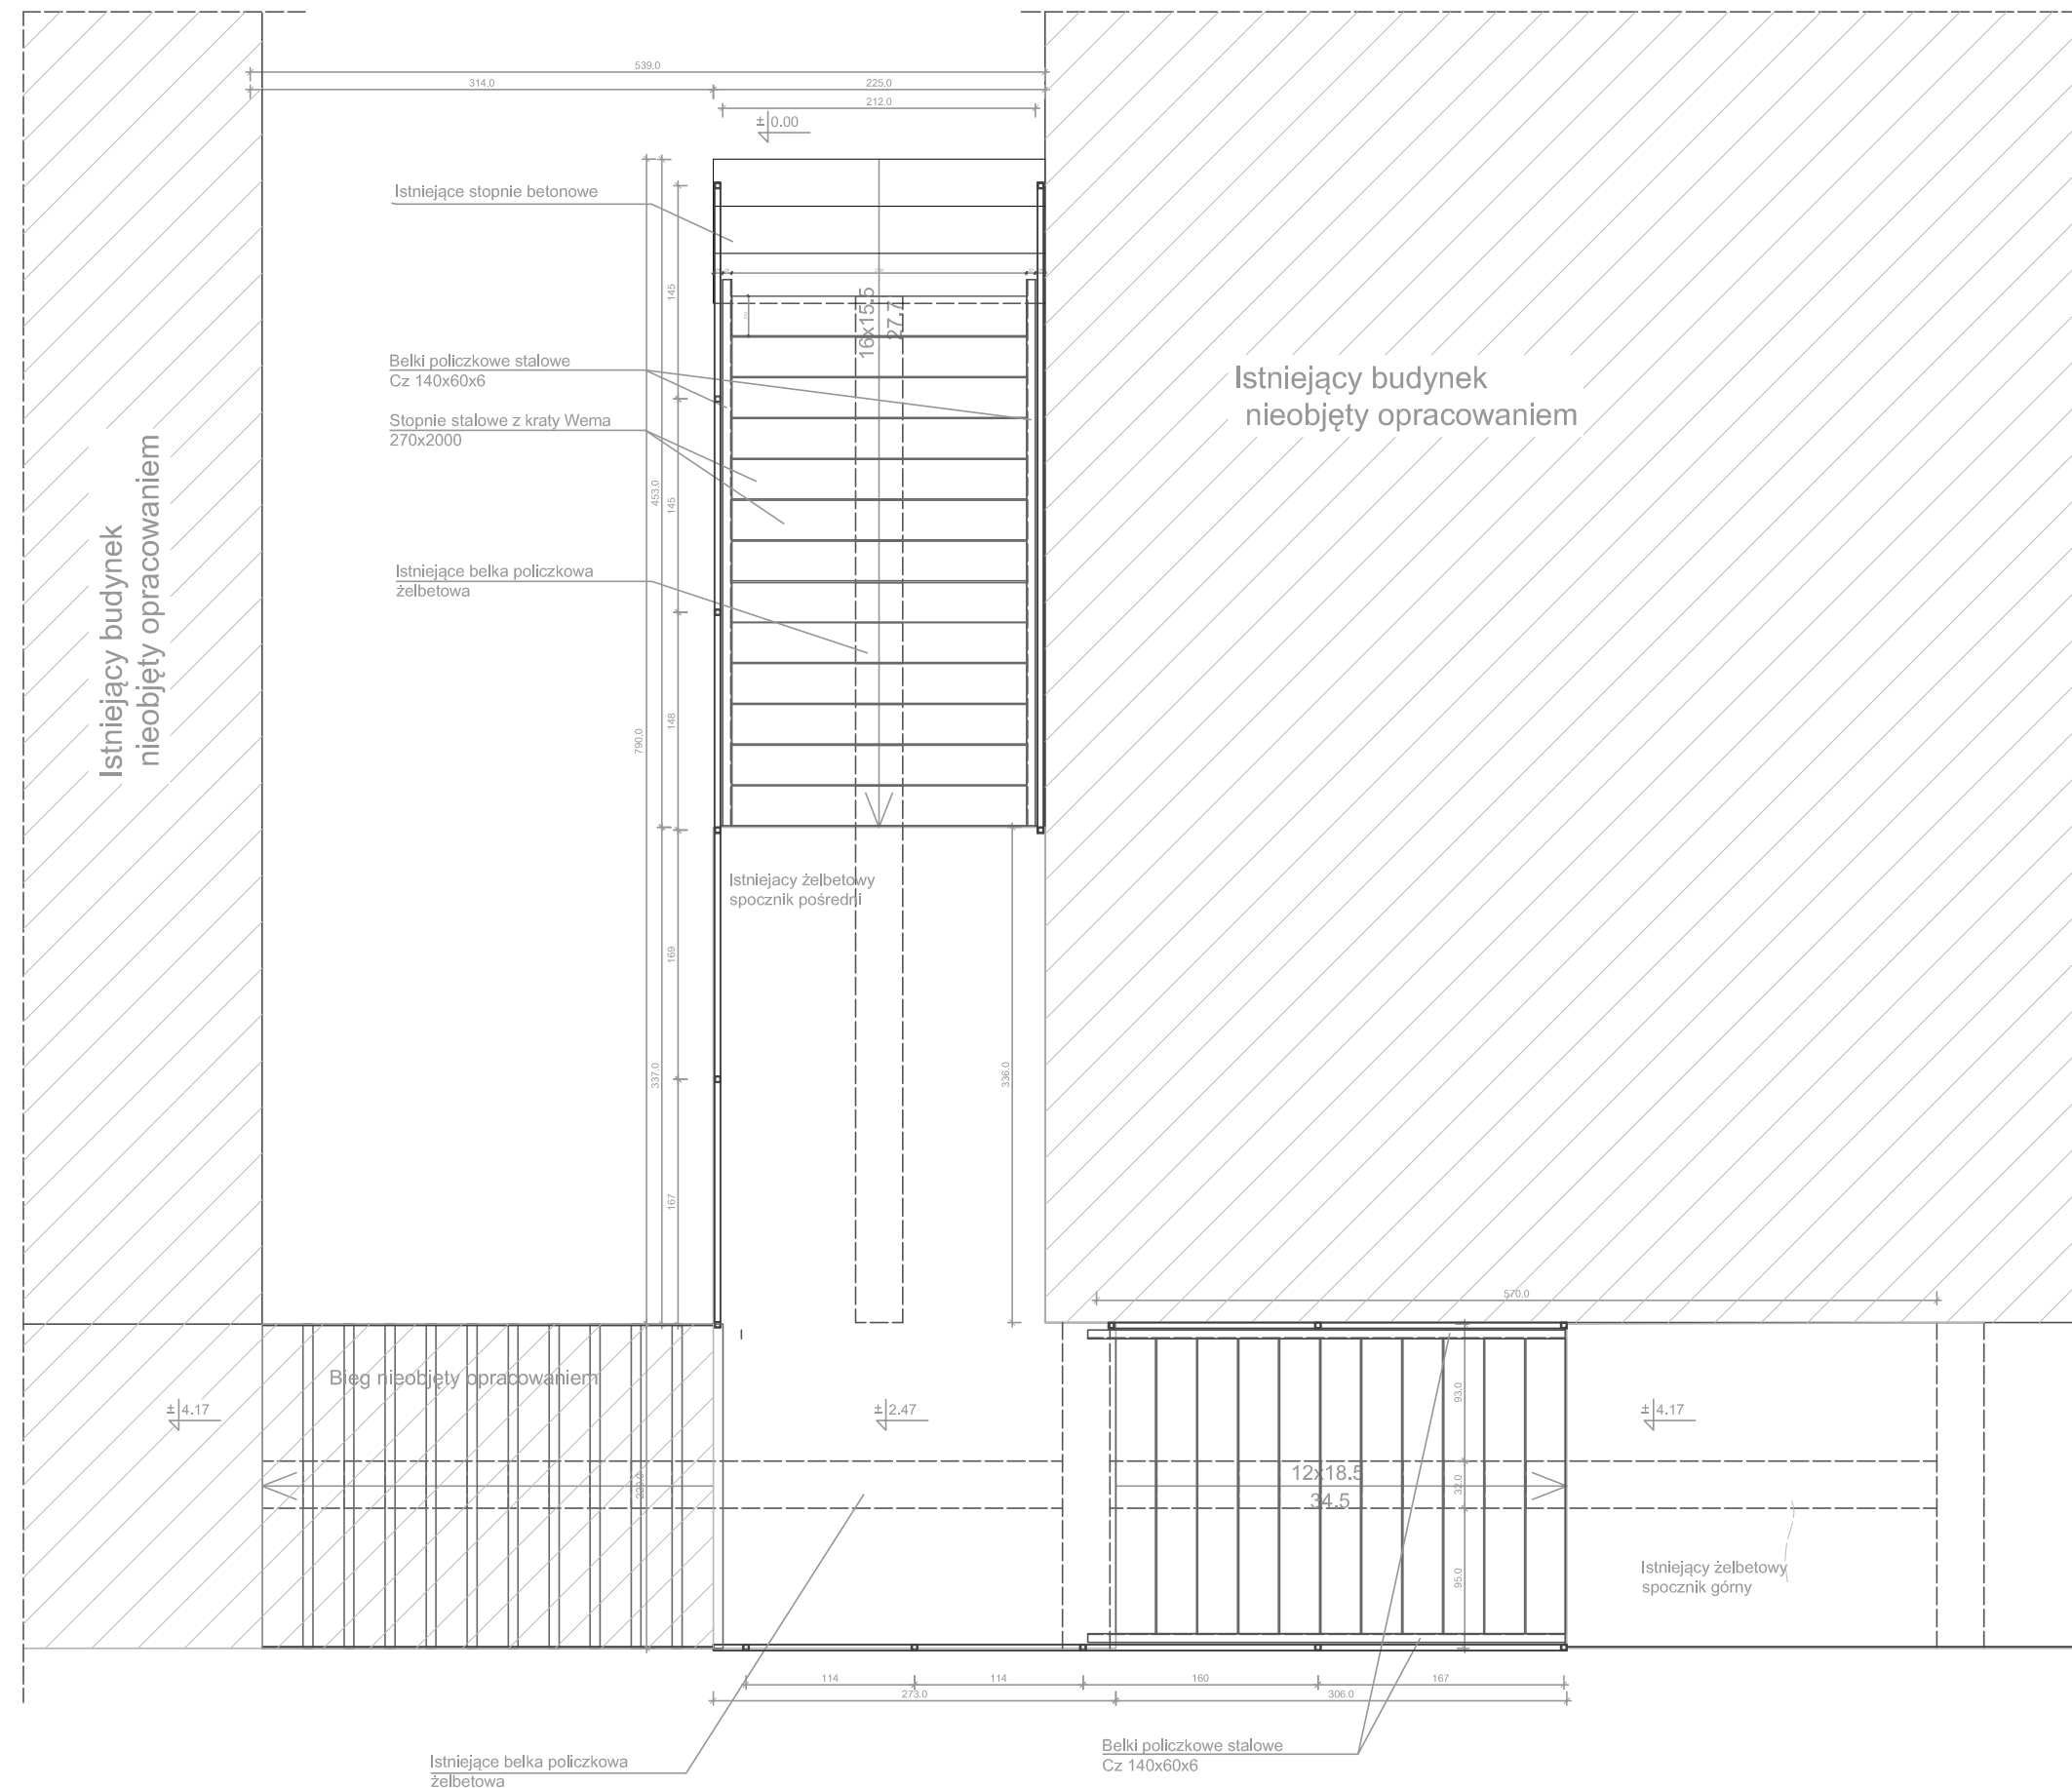 539.0
314.0
225.0
212.0
± 0.00
Istniejące stopnie betonowe
145
16x15.5
27.7
Belki policzkowe stalowe
Cz 140x60x6
Istniejący budynek
nieobjęty opracowaniem
Stopnie stalowe z kraty Wema
270x2000
453.0
145
Istniejący budynek
nieobjęty opracowaniem
Istniejące belka policzkowa
żelbetowa
790.0
148
Istniejacy żelbetowy
spocznik pośredni
169
337.0
336.0
167
570.0
Bieg nieobjęty opracowaniem
± 4.17
± 2.47
93.0
± 4.17
12x18.5
34.5
32.0
95.0
Istniejący żelbetowy
spocznik górny
114
114
160
167
273.0
306.0
Belki policzkowe stalowe
Cz 140x60x6
Istniejące belka policzkowa
żelbetowa